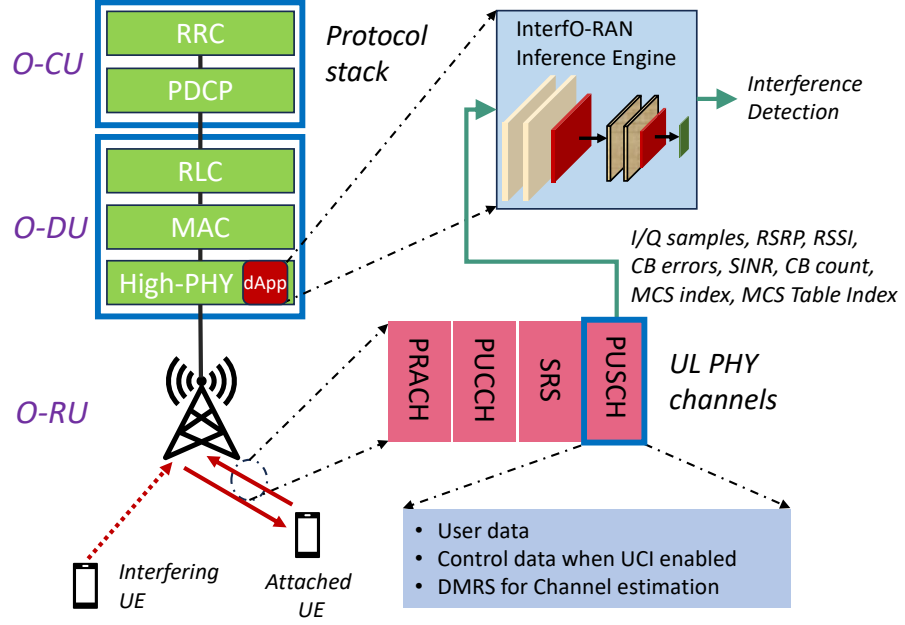 O-CU
RRC
PDCP
Protocol
stack
O-DU
RLC
MAC
High-PHY
dApp
O-RU
Interfering
UE
Attached
UE
InterfO-RAN
Inference Engine
Interference
Detection
I/Q samples, RSRP, RSSI,
CB errors, SINR, CB count,
MCS index, MCS Table Index
PRACH
PUCCH
SRS
PUSCH
UL PHY
channels
• User data
• Control data when UCI enabled
• DMRS for Channel estimation